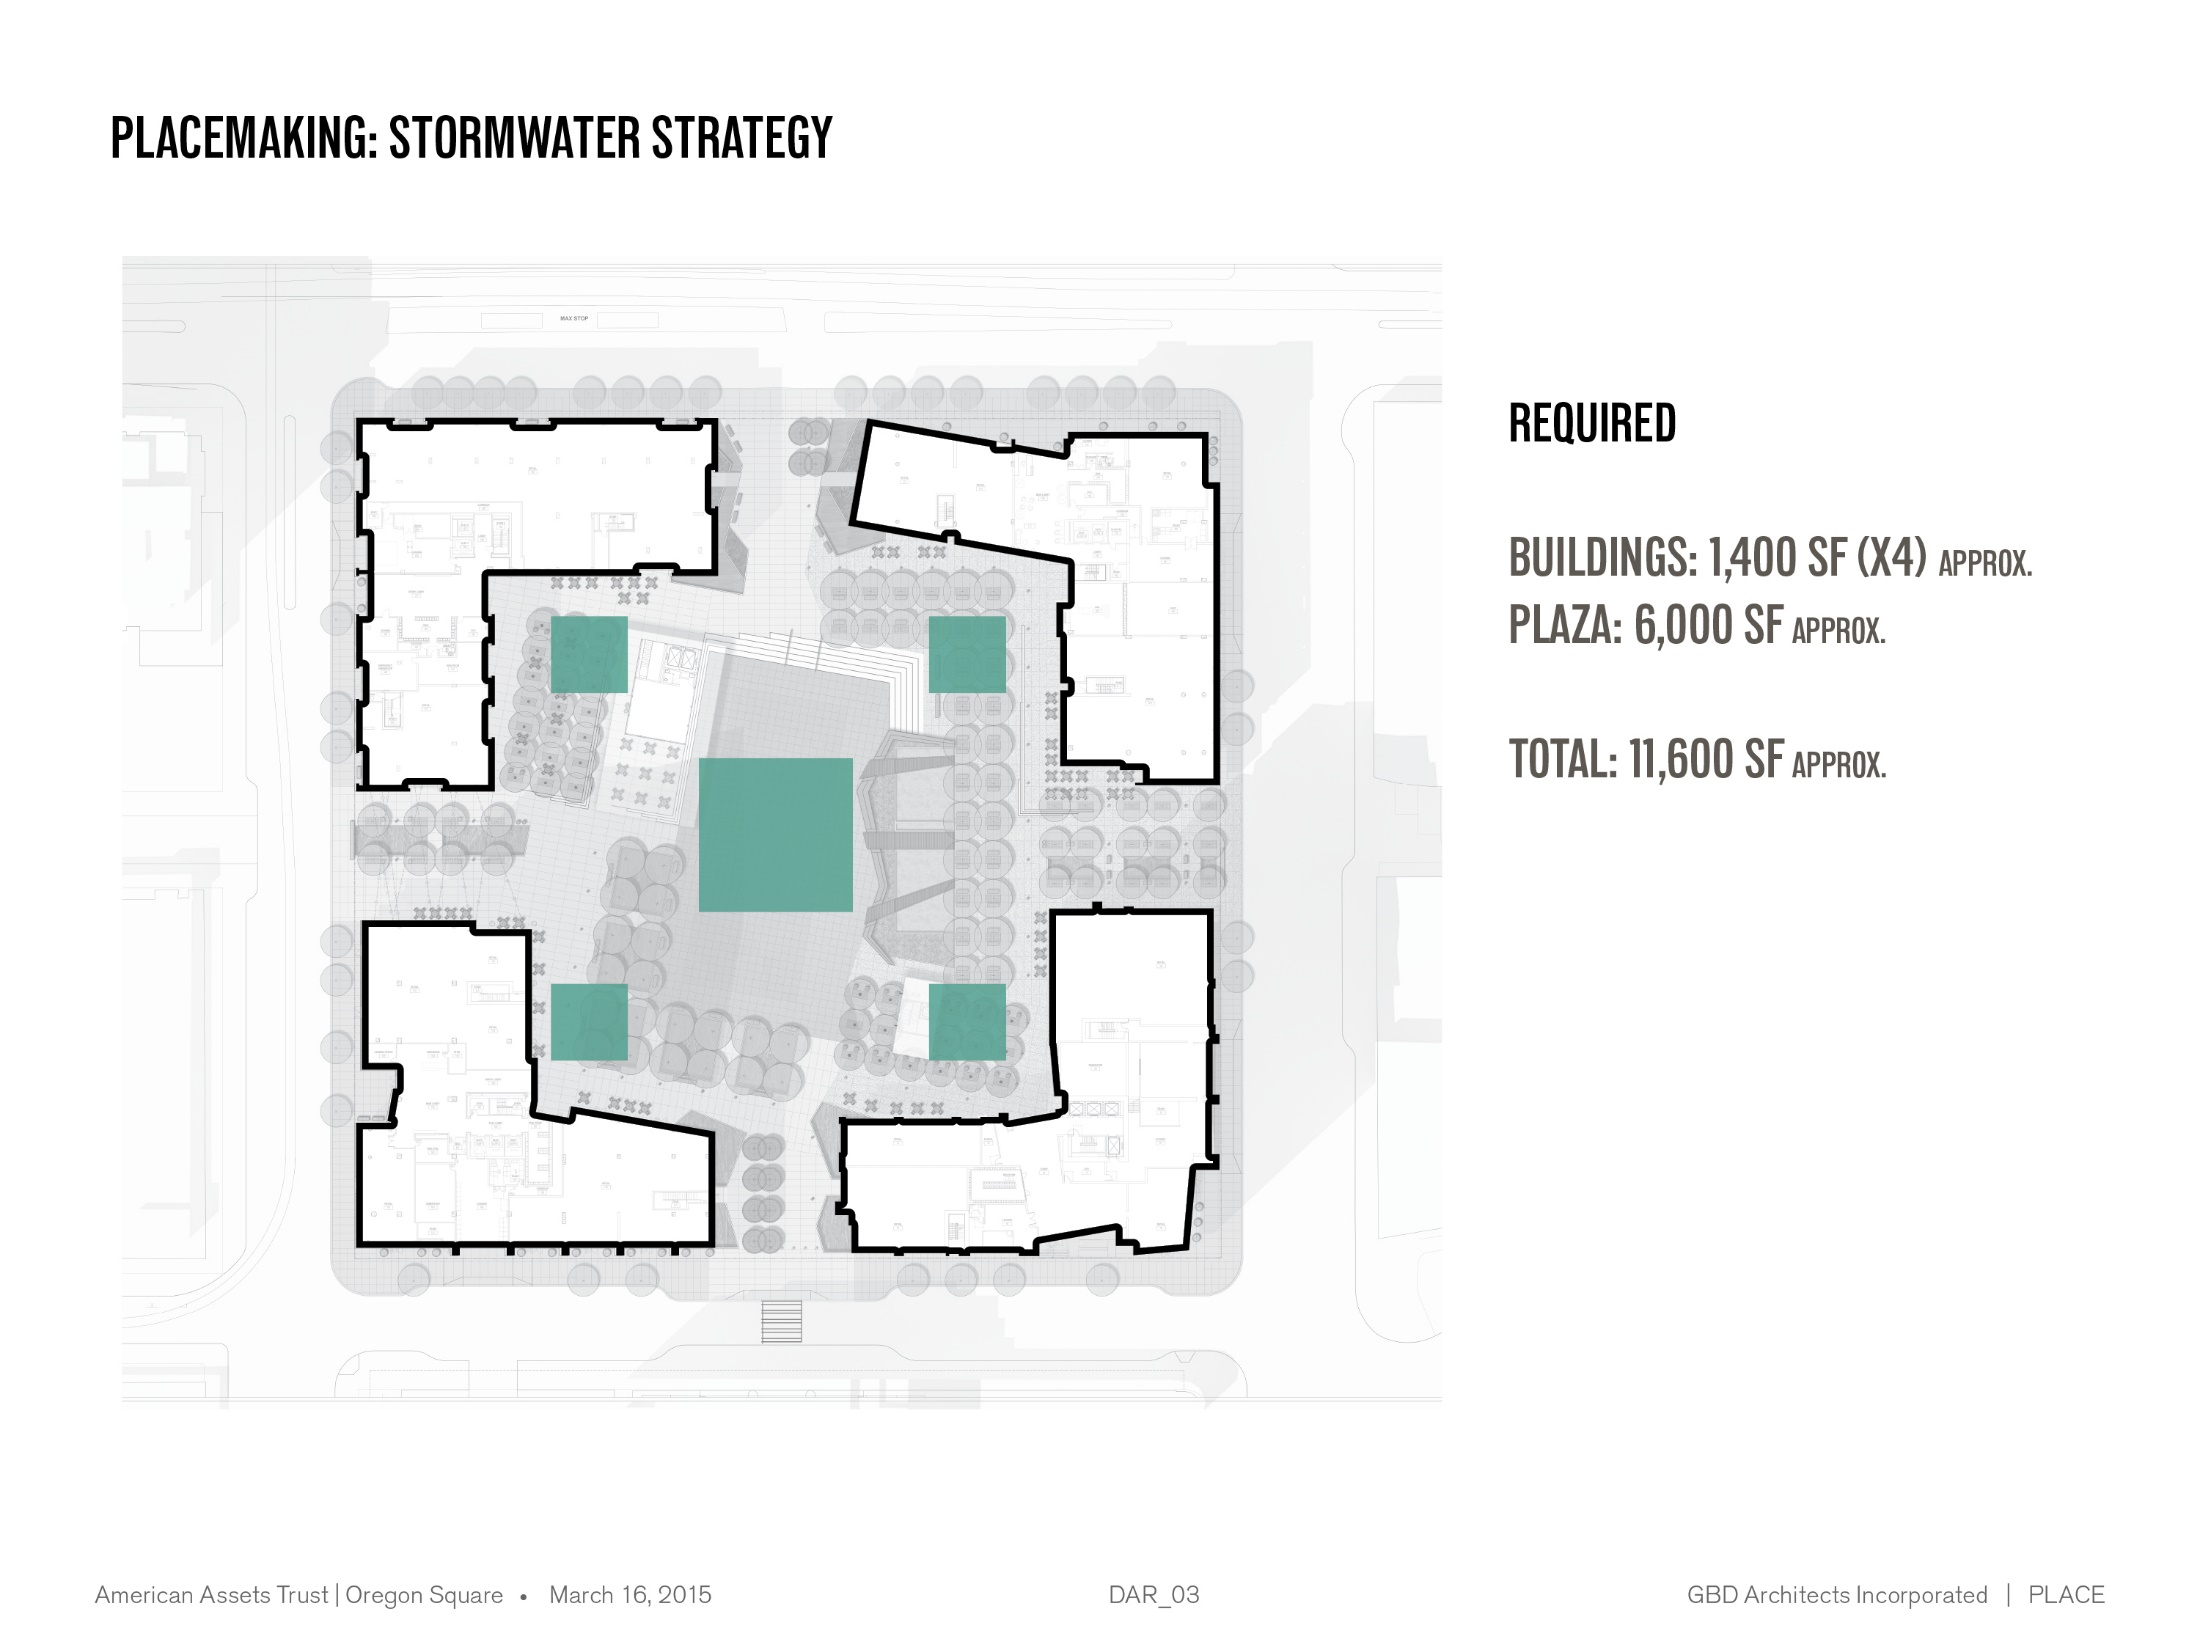 PLACEMAKING: STORMWATER STRATEGY
MAX STOP
REQUIRED
BUILDINGS: 1,400 SF (X4) APPROX.
PLAZA: 6,000 SF APPROX.
TOTAL: 11,600 SF APPROX.
American Assets Trust | Oregon Square • March 16, 2015
DAR_03
GBD Architects Incorporated | PLACE